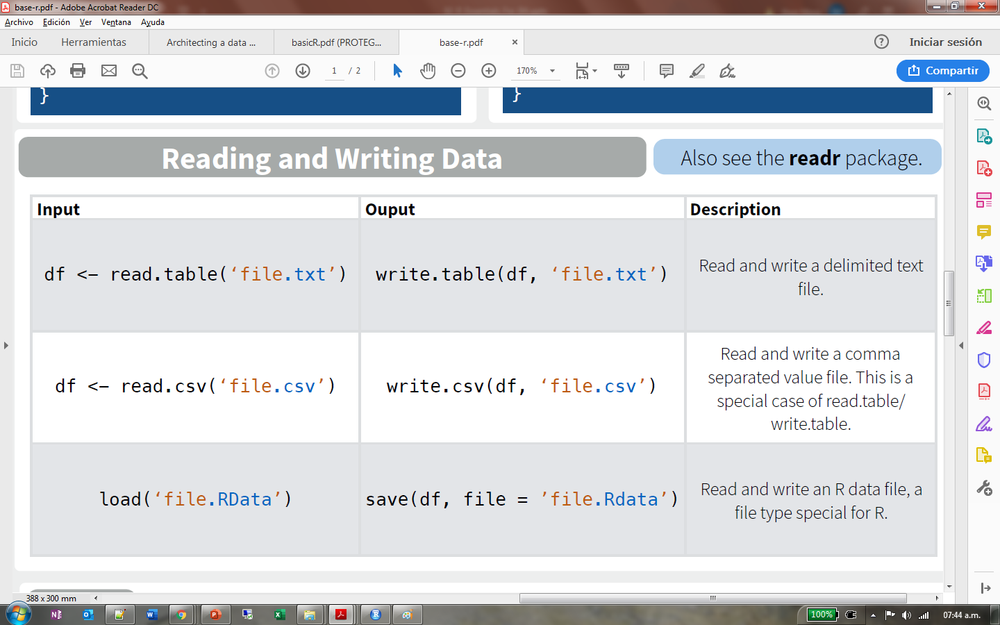 base-r.pdf - Adobe Acrobat Reader DC
Archivo Edición Ver Ventana Ayuda
Inicio Herramientas Architecting a data ... basicR.pdf (PROTEG... base-r.pdf × ? Iniciar sesión
1 / 2 170% Compartir
} }
Reading and Writing Data Also see the readr package.
Input Ouput Description
df <- read.table(‘file.txt’) write.table(df, ‘file.txt’) Read and write a delimited text
file.
df <- read.csv(‘file.csv’) write.csv(df, ‘file.csv’) Read and write a comma
separated value file. This is a
special case of read.table/
write.table.
load(‘file.RData’) save(df, file = ’file.Rdata’) Read and write an R data file, a
file type special for R.
388 x 300 mm
100% 07:44 a.m.